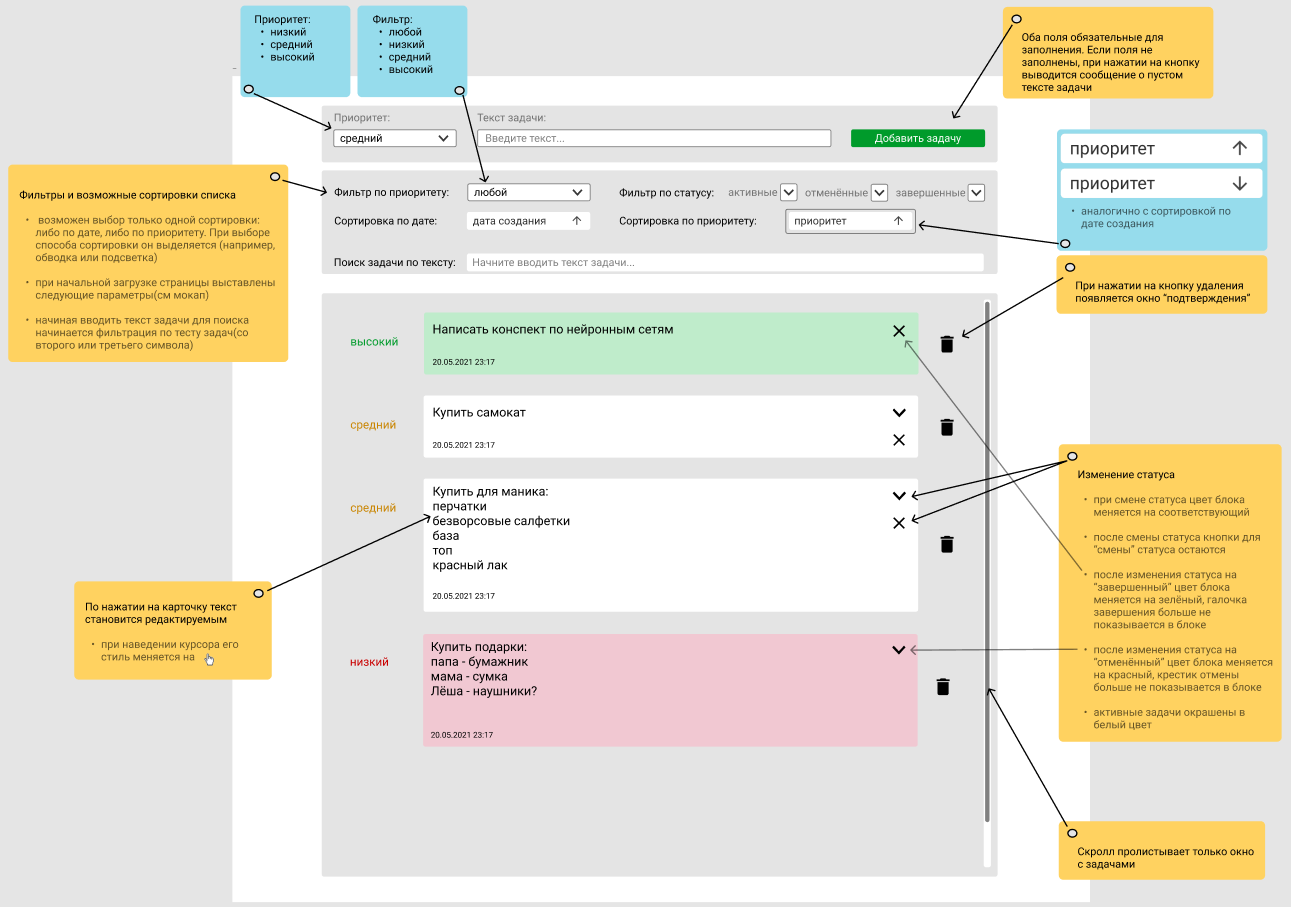 Приоритет:
• низкий
• средний
• высокий
Фильтр:
• любой
• низкий
• средний
• высокий
Оба поля обязательные для
заполнения. Если поля не
заполнены, при нажатии на кнопку
выводится сообщение о пустом
тексте задачи
Приоритет:
средний
Текст задачи:
Введите текст...
Добавить задачу
приоритет
приоритет
• аналогично с сортировкой по
дате создания
Фильтры и возможные сортировки списка
• возможен выбор только одной сортировки:
либо по дате, либо по приоритету. При выборе
способа сортировки он выделяется (например,
обводка или подсветка)
• при начальной загрузке страницы выставлены
следующие параметры(см мокап)
• начиная вводить текст задачи для поиска
начинается фильтрация по тесту задач(со
второго или третьего символа)
Фильтр по приоритету:
любой
Фильтр по статусу:
активные
отменённые
завершенные
Сортировка по дате:
дата создания
Сортировка по приоритету:
приоритет
Поиск задачи по тексту:
Начните вводить текст задачи...
При нажатии на кнопку удаления
появляется окно “подтверждения”
высокий
Написать конспект по нейронным сетям
20.05.2021 23:17
средний
Купить самокат
20.05.2021 23:17
средний
Купить для маника:
перчатки
безворсовые салфетки
база
топ
красный лак
20.05.2021 23:17
Изменение статуса
• при смене статуса цвет блока
меняется на соответствующий
• после смены статуса кнопки для
“смены” статуса остаются
• после изменения статуса на
“завершенный” цвет блока
меняется на зелёный, галочка
завершения больше не
показывается в блоке
• после изменения статуса на
“отменённый” цвет блока меняется
на красный, крестик отмены
больше не показывается в блоке
• активные задачи окрашены в
белый цвет
По нажатии на карточку текст
становится редактируемым
• при наведении курсора его
стиль меняется на
низкий
Купить подарки:
папа - бумажник
мама - сумка
Лёша - наушники?
20.05.2021 23:17
Скролл пролистывает только окно
с задачами